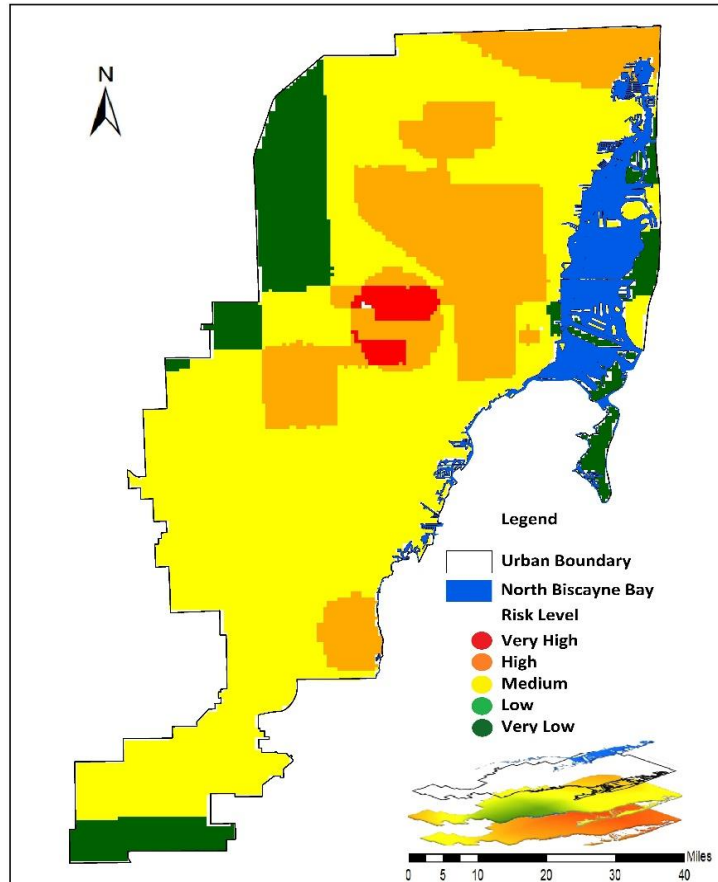 N
Legend
Urban Boundary
North Biscayne Bay
Risk Level
Very High
High
Medium
Low
Very Low
Miles
0 5 10 20 30 40